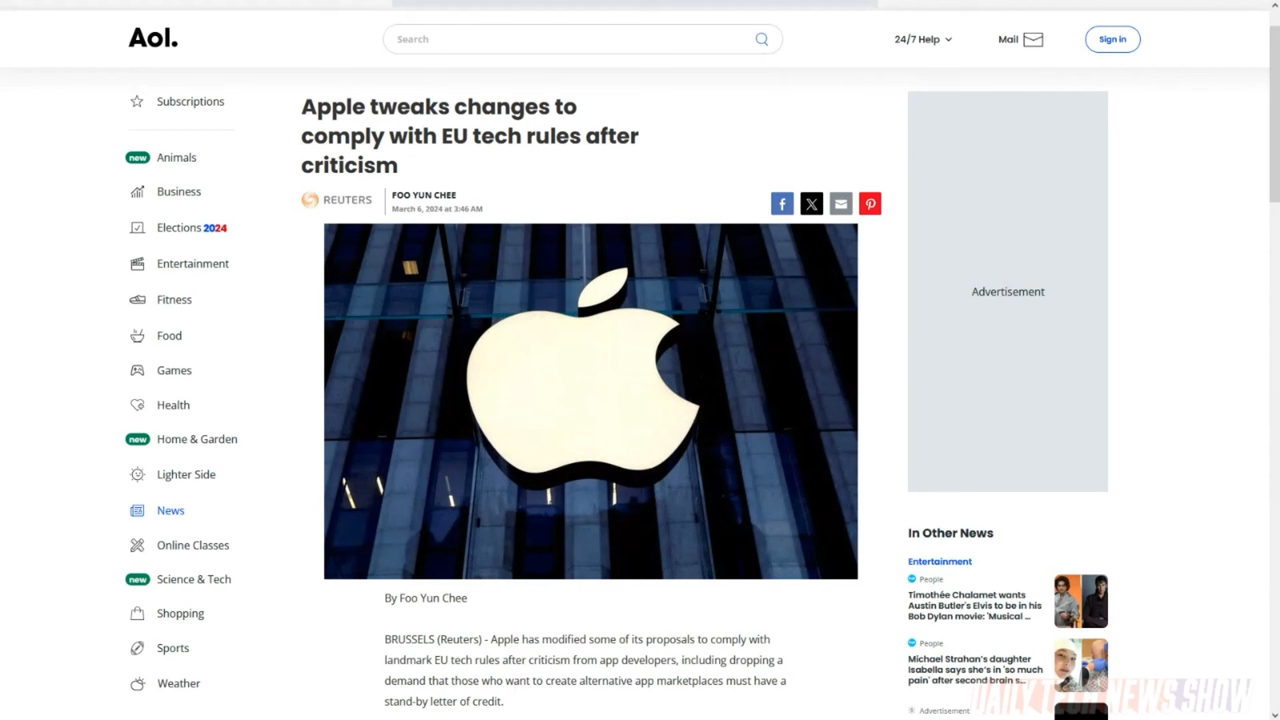 Aol.
Search
24/7 Help
Mail
Sign in
Subscriptions
new Animals
Business
Elections 2024
Entertainment
Fitness
Food
Games
Health
new Home & Garden
Lighter Side
News
Online Classes
new Science & Tech
Shopping
Sports
Weather
Apple tweaks changes to
comply with EU tech rules after
criticism
REUTERS
FOO YUN CHEE
March 6, 2024 at 3:46 AM
By Foo Yun Chee
BRUSSELS (Reuters) - Apple has modified some of its proposals to comply with
landmark EU tech rules after criticism from app developers, including dropping a
demand that those who want to create alternative app marketplaces must have a
stand-by letter of credit.
Advertisement
In Other News
Entertainment
People
Timothée Chalamet wants
Austin Butler's Elvis to be in his
Bob Dylan movie: 'Musical ...
People
Michael Strahan's daughter
Isabella says she's in 'so much
pain' after second brain s...
Advertisement
DAILY TECH NEWS SHOW